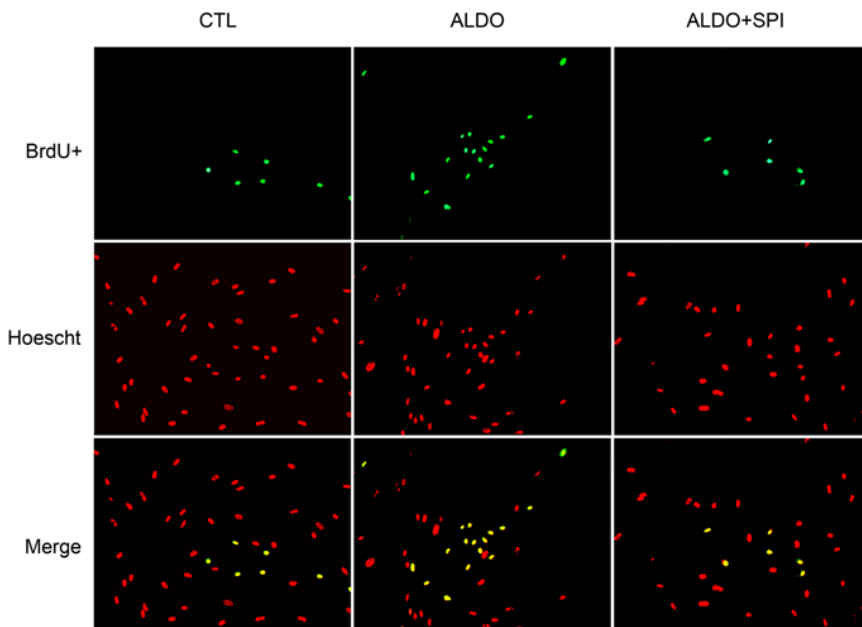 CTL
ALDO
ALDO+SPI
BrdU+
Hoescht
Merge